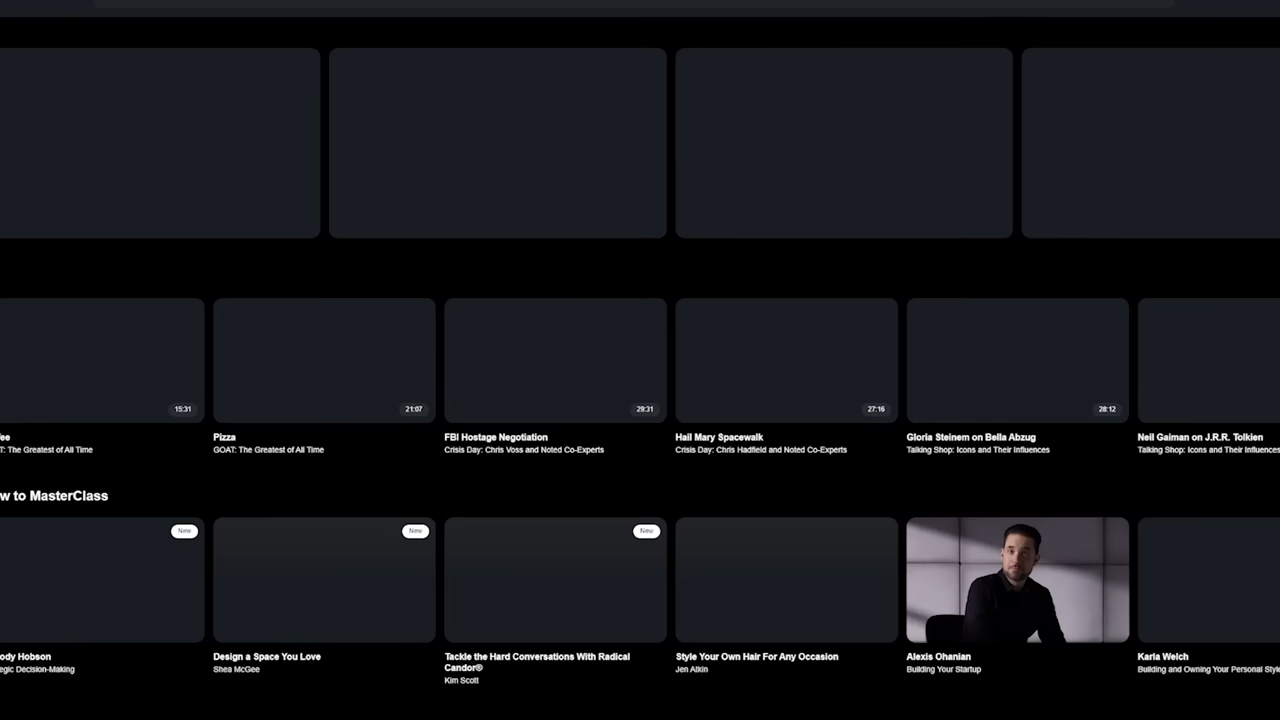 15:31
21:07
29:31
27:16
28:12
ee
T: The Greatest of All Time
Pizza
GOAT: The Greatest of All Time
FBI Hostage Negotiation
Crisis Day: Chris Voss and Noted Co-Experts
Hail Mary Spacewalk
Crisis Day: Chris Hadfield and Noted Co-Experts
Gloria Steinem on Bella Abzug
Talking Shop: Icons and Their Influences
Neil Gaiman on J.R.R. Tolkien
Talking Shop: Icons and Their Influences
w to MasterClass
New
New
New
ody Hobson
egic Decision-Making
Design a Space You Love
Shea McGee
Tackle the Hard Conversations With Radical
Candor®
Kim Scott
Style Your Own Hair For Any Occasion
Jen Atkin
Alexis Ohanian
Building Your Startup
Karla Welch
Building and Owning Your Personal Style